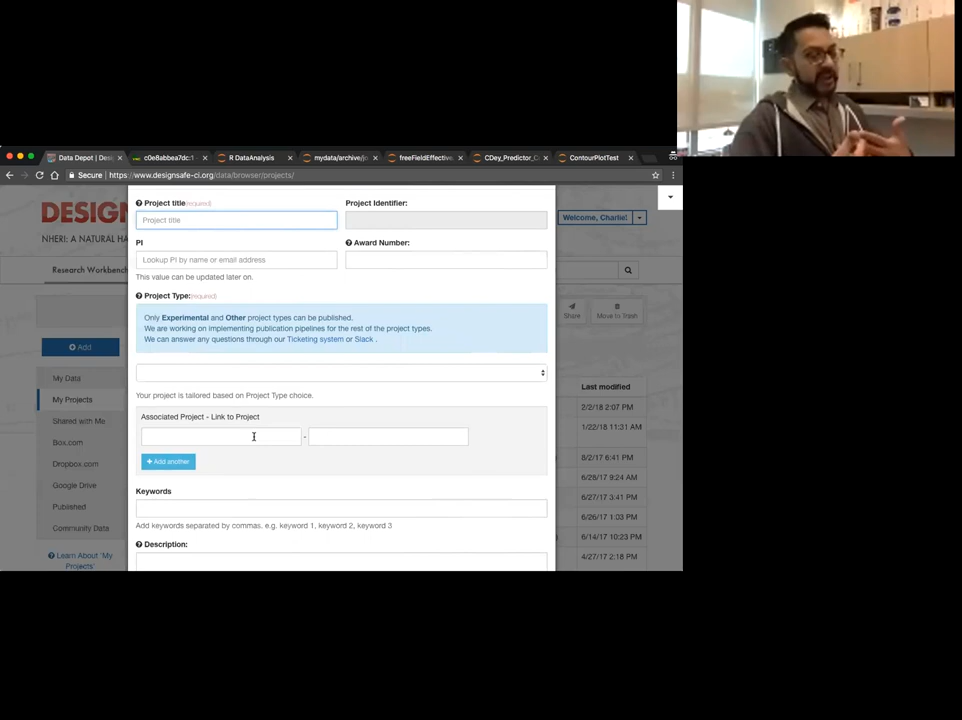 Data Depot | Desi
c0e8abbea7dc:1
R DataAnalysis
mydata/archive/jo
freeFieldEffective
CDey_Predictor_C
ContourPlotTest
Secure | https://www.designsafe-ci.org/data/browser/projects/
DESIGN
Welcome, Charlie!
NHERI: A NATURAL HA
Research Workbench
Share
Move to Trash
Add
My Data
My Projects
Shared with Me
Box.com
Dropbox.com
Google Drive
Published
Community Data
Learn About 'My
Projects'
Project title(required)
Project Identifier:
Project title
PI
Award Number:
Lookup PI by name or email address
This value can be updated later on.
Project Type:(required)
Only Experimental and Other project types can be published.
We are working on implementing publication pipelines for the rest of the project types.
We can answer any questions through our Ticketing system or Slack .
Your project is tailored based on Project Type choice.
Associated Project - Link to Project
-
+ Add another
Keywords
Add keywords separated by commas. e.g. keyword 1, keyword 2, keyword 3
Description:
Last modified
2/2/18 2:07 PM
1/22/18 11:31 AM
8/2/17 6:41 PM
6/28/17 9:24 AM
6/27/17 3:41 PM
6/26/17 1:03 PM
6/14/17 10:23 PM
4/27/17 2:18 PM